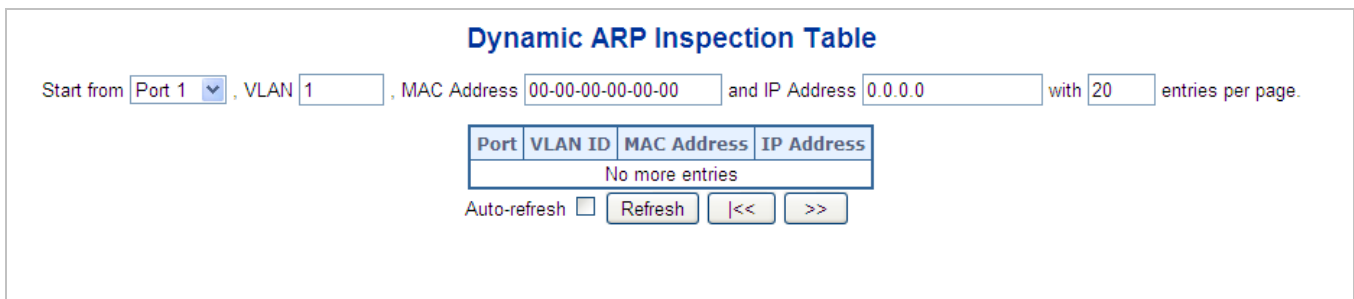 Dynamic ARP Inspection Table
Start from Port 1 , VLAN 1 , MAC Address 00-00-00-00-00-00 and IP Address 0.0.0.0 with 20 entries per page.
Port VLAN ID MAC Address IP Address
No more entries
Auto-refresh Refresh |<< >>